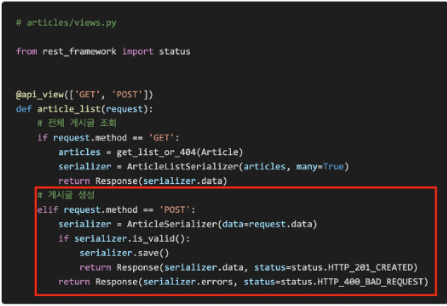 # articles/views.py
from rest_framework import status
@api_view(['GET', 'POST'])
def article_list(request):
    # 전체 게시글 조회
    if request.method == 'GET':
        articles = get_list_or_404(Article)
        serializer = ArticleListSerializer(articles, many=True)
        return Response(serializer.data)
    # 게시글 생성
    elif request.method == 'POST':
        serializer = ArticleSerializer(data=request.data)
        if serializer.is_valid():
            serializer.save()
            return Response(serializer.data, status=status.HTTP_201_CREATED)
        return Response(serializer.errors, status=status.HTTP_400_BAD_REQUEST)